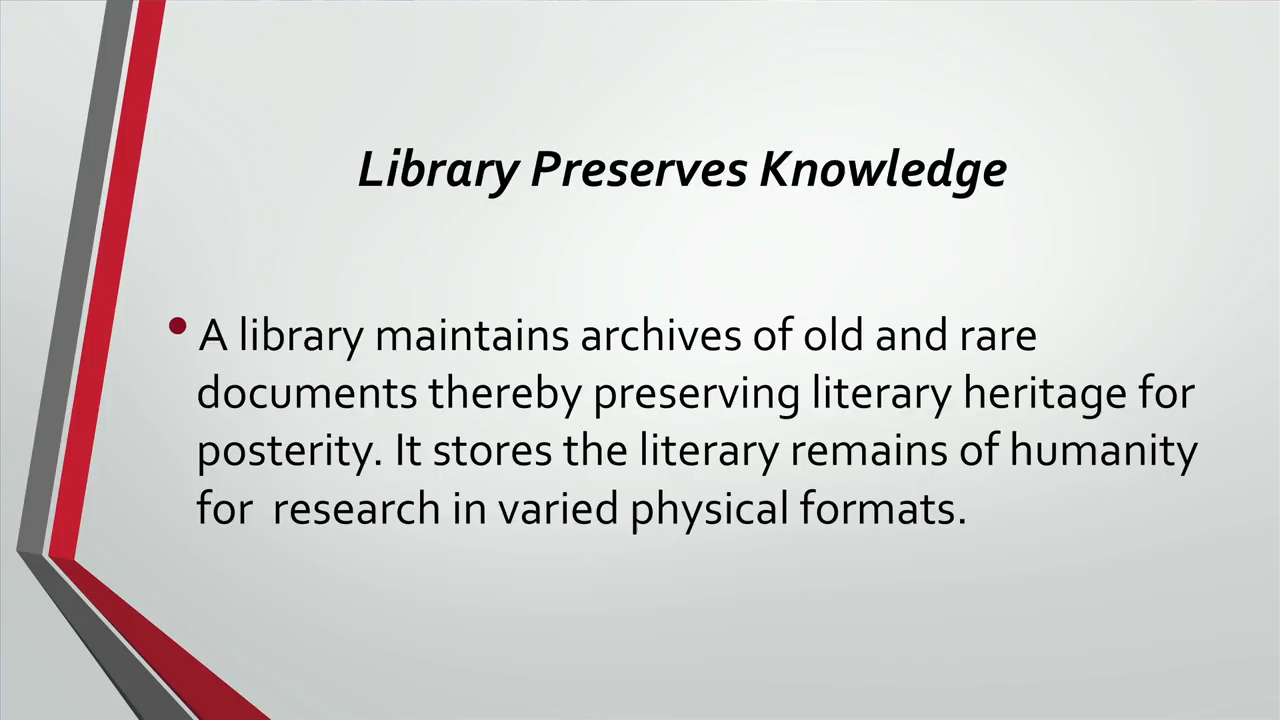 Library Preserves Knowledge
• A library maintains archives of old and rare
documents thereby preserving literary heritage for
posterity. It stores the literary remains of humanity
for  research in varied physical formats.